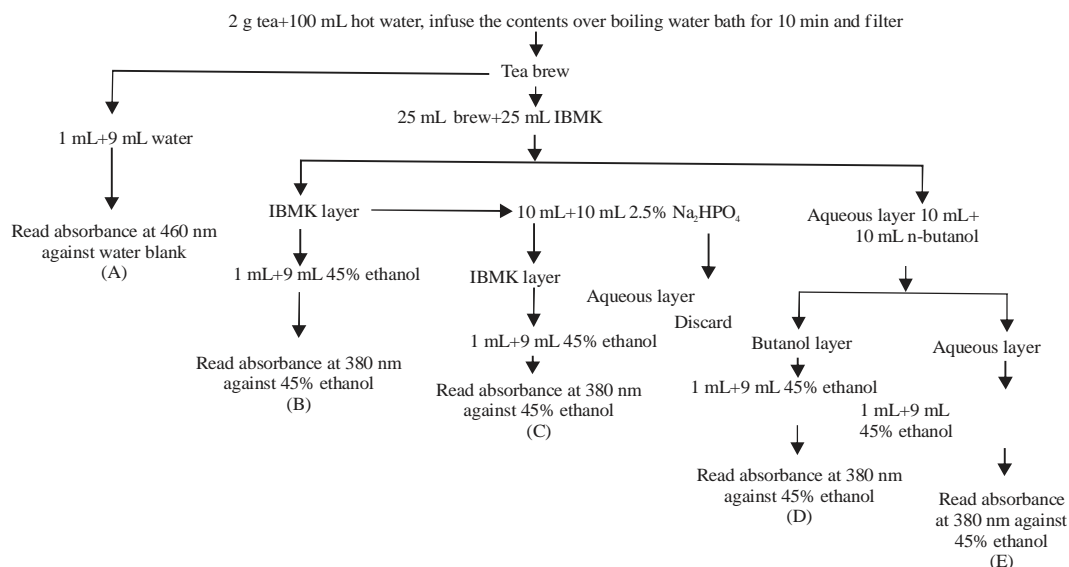 2 g tea+100 mL hot water, infuse the contents over boiling water bath for 10 min and filter
Tea brew
25 mL brew+25 mL IBMK
1 mL+9 mL water
Read absorbance at 460 nm
against water blank
(A)
IBMK layer
1 mL+9 mL 45% ethanol
Read absorbance at 380 nm
against 45% ethanol
(B)
10 mL+10 mL 2.5% Na₂HPO₄
IBMK layer
1 mL+9 mL 45% ethanol
Read absorbance at 380 nm
against 45% ethanol
(C)
Aqueous layer
Discard
Aqueous layer 10 mL+
10 mL n-butanol
Butanol layer
1 mL+9 mL 45% ethanol
Read absorbance at 380 nm
against 45% ethanol
(D)
Aqueous layer
1 mL+9 mL
45% ethanol
Read absorbance
at 380 nm against
45% ethanol
(E)